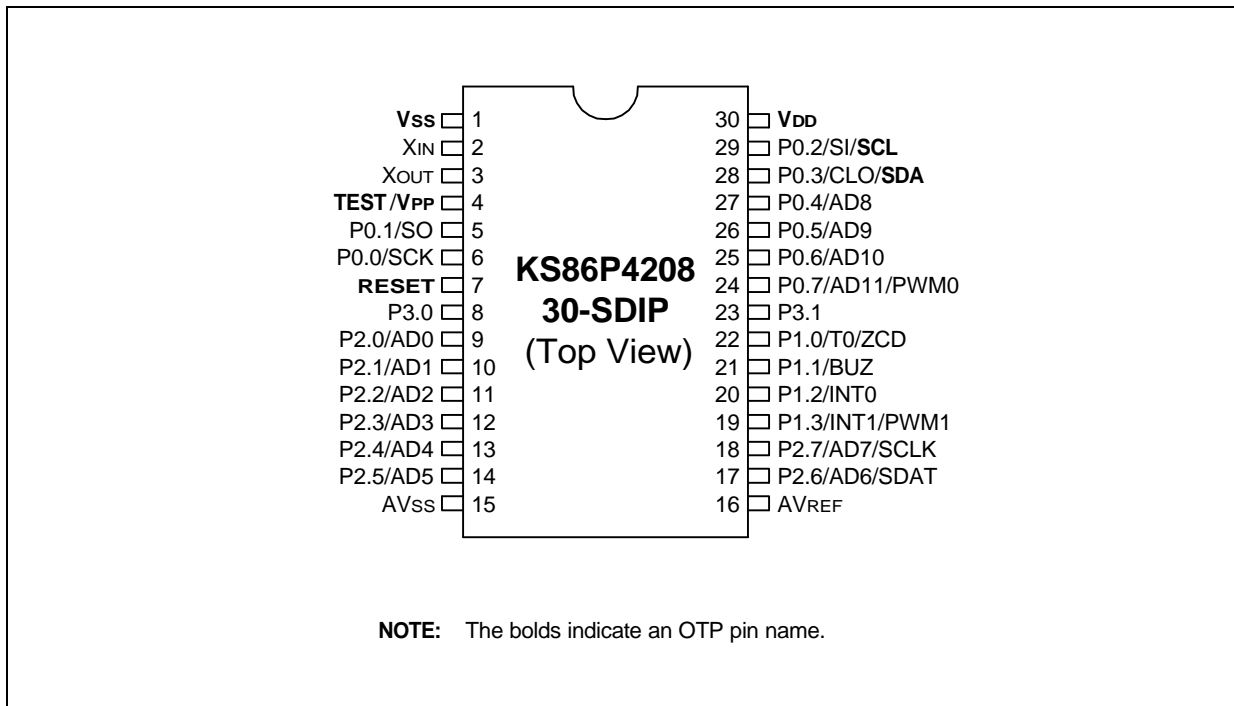 VSS 1
XIN 2
XOUT 3
TEST/VPP 4
P0.1/SO 5
P0.0/SCK 6
RESET 7
P3.0 8
P2.0/AD0 9
P2.1/AD1 10
P2.2/AD2 11
P2.3/AD3 12
P2.4/AD4 13
P2.5/AD5 14
AVSS 15
KS86P4208
30-SDIP
(Top View)
30 VDD
29 P0.2/SI/SCL
28 P0.3/CLO/SDA
27 P0.4/AD8
26 P0.5/AD9
25 P0.6/AD10
24 P0.7/AD11/PWM0
23 P3.1
22 P1.0/T0/ZCD
21 P1.1/BUZ
20 P1.2/INT0
19 P1.3/INT1/PWM1
18 P2.7/AD7/SCLK
17 P2.6/AD6/SDAT
16 AVREF
NOTE: The bolds indicate an OTP pin name.